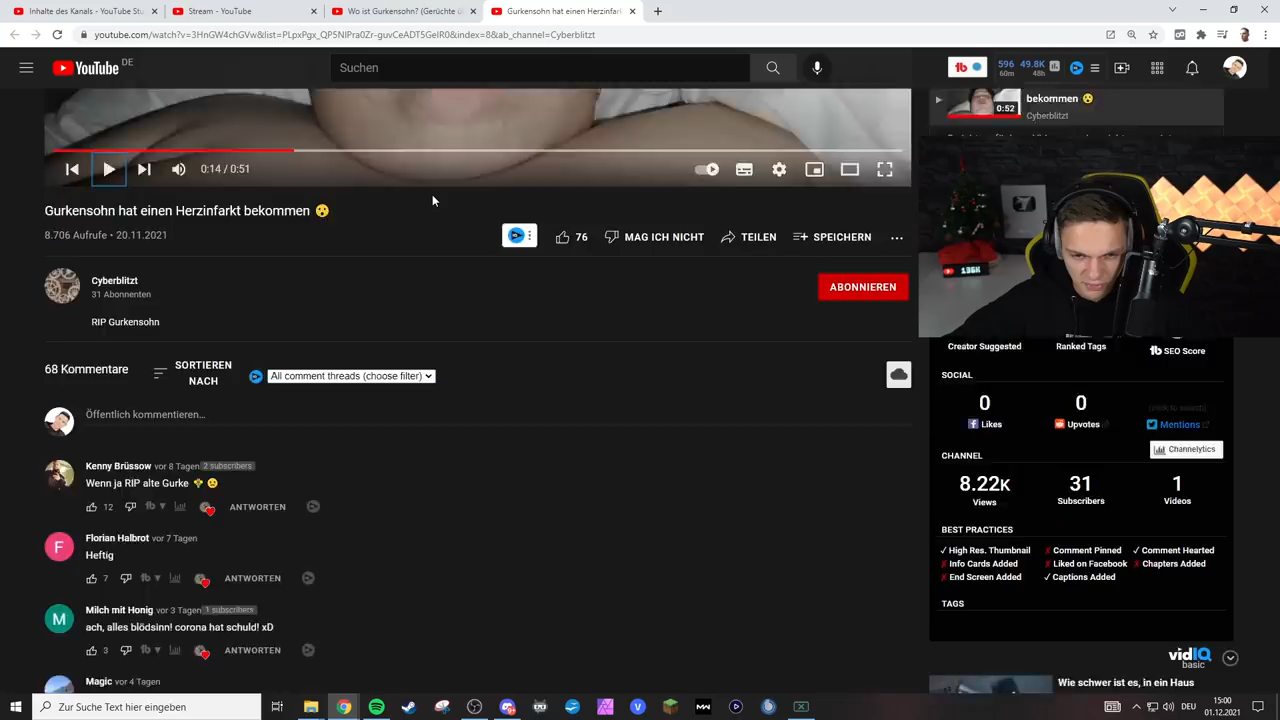 Inhalte des Kanals - YouTube Stu
Stream - YouTube
Wo ist Gurkensohn? (Gerüchte ü
Gurkensohn hat einen Herzinfark
youtube.com/watch?v=3HnGW4chGVw&list=PLpxPgx_QP5NIPra0Zr-guvCeADT5GeIR0&index=8&ab_channel=Cyberblitzt
YouTube DE
Suchen
596 49.8K
60m 48h
bekommen 😮
0:52
Cyberblitzt
0:14 / 0:51
Gurkensohn hat einen Herzinfarkt bekommen 😮
8.706 Aufrufe • 20.11.2021
76
MAG ICH NICHT
TEILEN
SPEICHERN
Cyberblitzt
31 Abonnenten
ABONNIEREN
RIP Gurkensohn
68 Kommentare
SORTIEREN
NACH
All comment threads (choose filter)
Öffentlich kommentieren...
Kenny Brüssow vor 8 Tagen 2 subscribers
Wenn ja RIP alte Gurke
12 ANTWORTEN
Florian Halbrot vor 7 Tagen
Heftig
7 ANTWORTEN
Milch mit Honig vor 3 Tagen 1 subscribers
ach, alles blödsinn! corona hat schuld! xD
3 ANTWORTEN
Magic vor 4 Tagen
136K
Creator Suggested
Ranked Tags
SEO Score
SOCIAL
0 0
Likes Upvotes Mentions
CHANNEL
Channelytics
8.22K 31 1
Views Subscribers Videos
BEST PRACTICES
✓ High Res. Thumbnail ✗ Comment Pinned ✓ Comment Hearted
✗ Info Cards Added ✗ Liked on Facebook ✗ Chapters Added
✗ End Screen Added ✓ Captions Added
TAGS
vidIQ
basic
Wie schwer ist es, in ein Haus
Zur Suche Text hier eingeben
DEU
15:00
01.12.2021